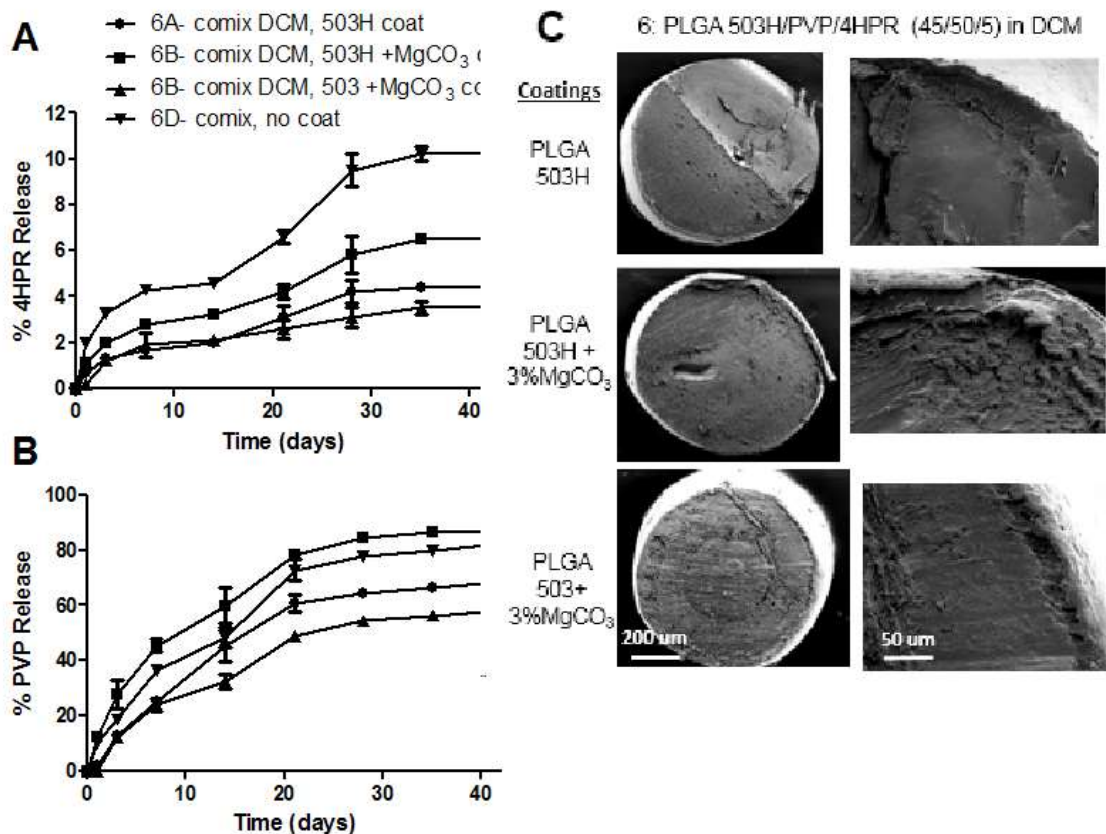 A
6A- comix DCM, 503H coat
6B- comix DCM, 503H +MgCO3 c
6B- comix DCM, 503 +MgCO3 co
6D- comix, no coat
% 4HPR Release
12
10
8
6
4
2
0
0 10 20 30 40
Time (days)
B
% PVP Release
100
80
60
40
20
0
0 10 20 30 40
Time (days)
C
6: PLGA 503H/PVP/4HPR (45/50/5) in DCM
Coatings
PLGA
503H
PLGA
503H +
3%MgCO3
PLGA
503+
3%MgCO3
200 um
50 um